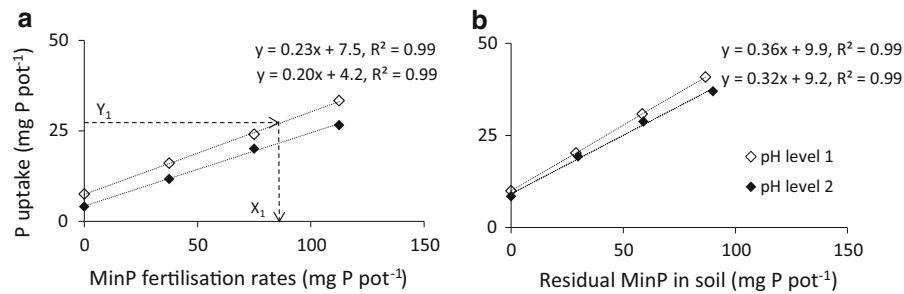 a
y = 0.23x + 7.5, R² = 0.99
y = 0.20x + 4.2, R² = 0.99
P uptake (mg P pot⁻¹)
50
25
0
Y₁
X₁
0 50 100 150
MinP fertilisation rates (mg P pot⁻¹)
b
y = 0.36x + 9.9, R² = 0.99
y = 0.32x + 9.2, R² = 0.99
50
25
0
pH level 1
pH level 2
0 50 100 150
Residual MinP in soil (mg P pot⁻¹)